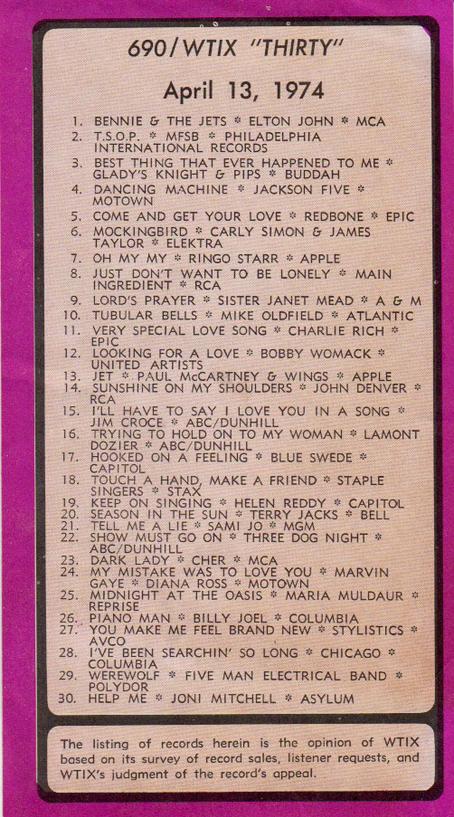 690/WTIX "THIRTY"
April 13, 1974
1. BENNIE & THE JETS * ELTON JOHN * MCA
2. T.S.O.P. * MFSB * PHILADELPHIA
INTERNATIONAL RECORDS
3. BEST THING THAT EVER HAPPENED TO ME *
GLADY'S KNIGHT & PIPS * BUDDAH
4. DANCING MACHINE * JACKSON FIVE *
MOTOWN
5. COME AND GET YOUR LOVE * REDBONE * EPIC
6. MOCKINGBIRD * CARLY SIMON & JAMES
TAYLOR * ELEKTRA
7. OH MY MY * RINGO STARR * APPLE
8. JUST DON'T WANT TO BE LONELY * MAIN
INGREDIENT * RCA
9. LORD'S PRAYER * SISTER JANET MEAD * A & M
10. TUBULAR BELLS * MIKE OLDFIELD * ATLANTIC
11. VERY SPECIAL LOVE SONG * CHARLIE RICH *
EPIC
12. LOOKING FOR A LOVE * BOBBY WOMACK *
UNITED ARTISTS
13. JET * PAUL McCARTNEY & WINGS * APPLE
14. SUNSHINE ON MY SHOULDERS * JOHN DENVER *
RCA
15. I'LL HAVE TO SAY I LOVE YOU IN A SONG *
JIM CROCE * ABC/DUNHILL
16. TRYING TO HOLD ON TO MY WOMAN * LAMONT
DOZIER * ABC/DUNHILL
17. HOOKED ON A FEELING * BLUE SWEDE *
CAPITOL
18. TOUCH A HAND, MAKE A FRIEND * STAPLE
SINGERS * STAX
19. KEEP ON SINGING * HELEN REDDY * CAPITOL
20. SEASON IN THE SUN * TERRY JACKS * BELL
21. TELL ME A LIE * SAMI JO * MGM
22. SHOW MUST GO ON * THREE DOG NIGHT *
ABC/DUNHILL
23. DARK LADY * CHER * MCA
24. MY MISTAKE WAS TO LOVE YOU * MARVIN
GAYE * DIANA ROSS * MOTOWN
25. MIDNIGHT AT THE OASIS * MARIA MULDAUR *
REPRISE
26. PIANO MAN * BILLY JOEL * COLUMBIA
27. YOU MAKE ME FEEL BRAND NEW * STYLISTICS *
AVCO
28. I'VE BEEN SEARCHIN' SO LONG * CHICAGO *
COLUMBIA
29. WEREWOLF * FIVE MAN ELECTRICAL BAND *
POLYDOR
30. HELP ME * JONI MITCHELL * ASYLUM
The listing of records herein is the opinion of WTIX
based on its survey of record sales, listener requests, and
WTIX's judgment of the record's appeal.